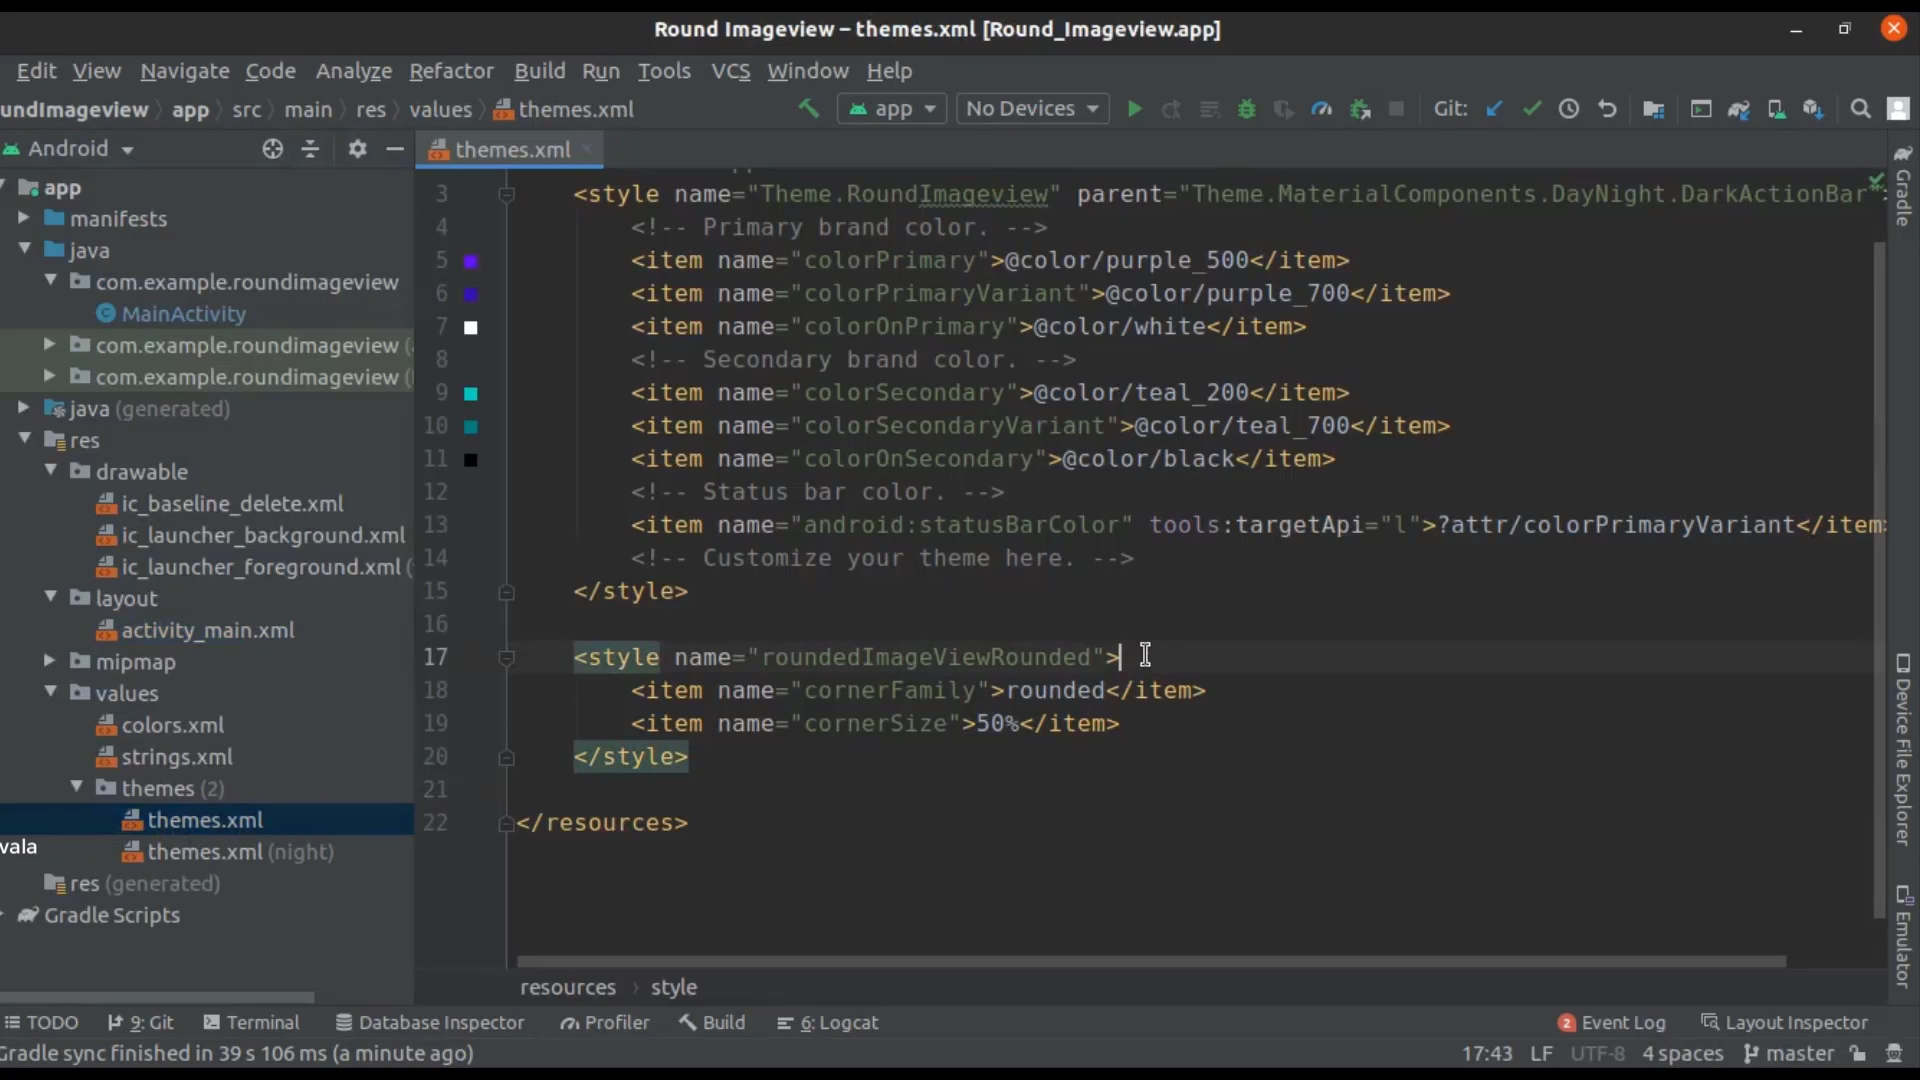 Round Imageview – themes.xml [Round_Imageview.app]
Edit View Navigate Code Analyze Refactor Build Run Tools VCS Window Help
undImageview app src main res values themes.xml app No Devices Git:
Android themes.xml
app
manifests
java
com.example.roundimageview
MainActivity
com.example.roundimageview (
com.example.roundimageview (
java (generated)
res
drawable
ic_baseline_delete.xml
ic_launcher_background.xml
ic_launcher_foreground.xml (
layout
activity_main.xml
mipmap
values
colors.xml
strings.xml
themes (2)
themes.xml
vala
themes.xml (night)
res (generated)
Gradle Scripts
3 <style name="Theme.RoundImageview" parent="Theme.MaterialComponents.DayNight.DarkActionBar">
4 <!-- Primary brand color. -->
5 <item name="colorPrimary">@color/purple_500</item>
6 <item name="colorPrimaryVariant">@color/purple_700</item>
7 <item name="colorOnPrimary">@color/white</item>
8 <!-- Secondary brand color. -->
9 <item name="colorSecondary">@color/teal_200</item>
10 <item name="colorSecondaryVariant">@color/teal_700</item>
11 <item name="colorOnSecondary">@color/black</item>
12 <!-- Status bar color. -->
13 <item name="android:statusBarColor" tools:targetApi="l">?attr/colorPrimaryVariant</item>
14 <!-- Customize your theme here. -->
15 </style>
16
17 <style name="roundedImageViewRounded">
18 <item name="cornerFamily">rounded</item>
19 <item name="cornerSize">50%</item>
20 </style>
21
22 </resources>
Gradle
Device File Explorer
Emulator
resources style
TODO 9: Git Terminal Database Inspector Profiler Build 6: Logcat 2 Event Log Layout Inspector
Gradle sync finished in 39 s 106 ms (a minute ago) 17:43 LF UTF-8 4 spaces master